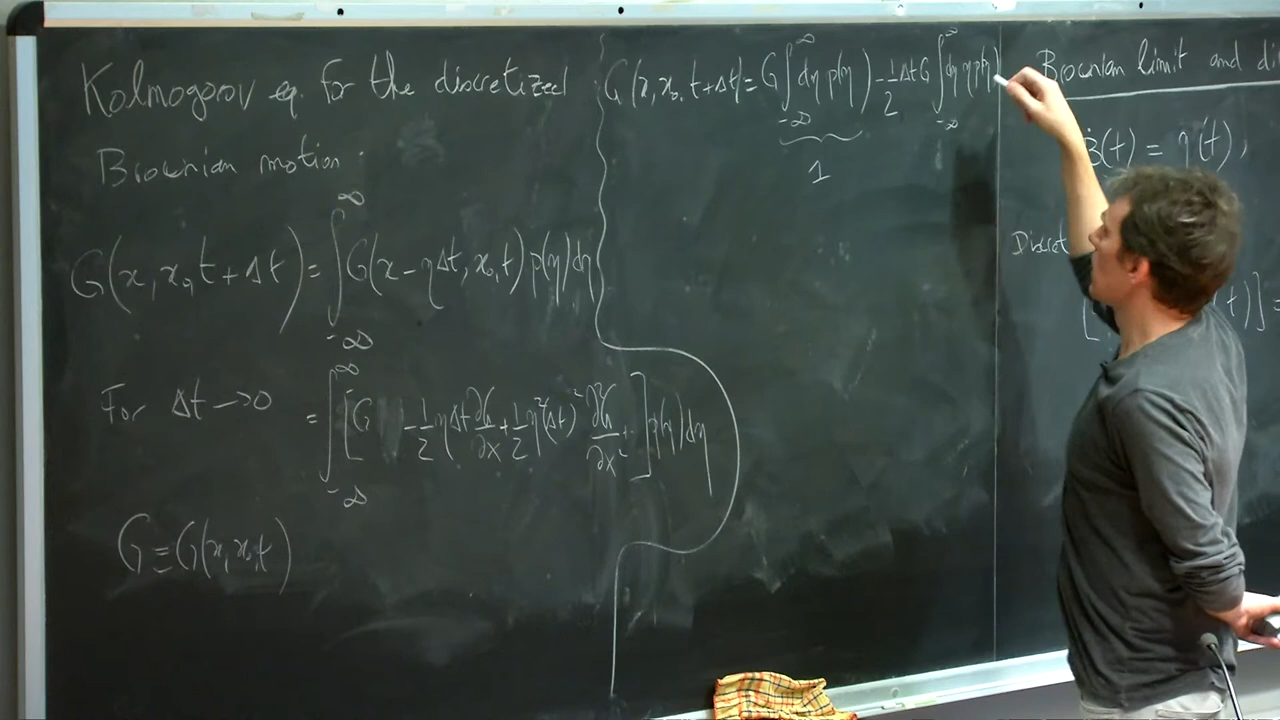 Kolmogorov eq. for the discretized
Brownian motion:
G(x, x₀, t+Δt) = ∫_{-∞}^{∞} G(x-ηΔt, x₀, t) p(η) dη
For Δt → 0 = ∫_{-∞}^{∞} [G - 1/2 ηΔt ∂G/∂x + 1/2 η²(Δt)² ∂²G/∂x² + ] p(η) dη
G ≡ G(x, x₀, t)
G(x, x₀, t+Δt) = G ∫_{-∞}^{∞} dη p(η) - 1/2 Δt G ∫_{-∞}^{∞} dη η p(η
1
Brownian limit and di
B(t) = η(t),
Discret
[ (t)] =